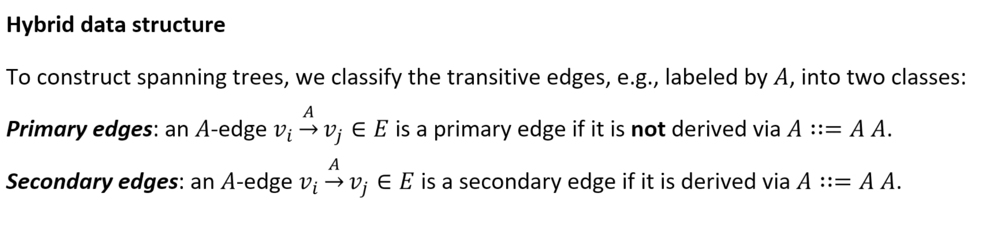 Hybrid data structure
To construct spanning trees, we classify the transitive edges, e.g., labeled by A, into two classes:
Primary edges: an A-edge v_i \xrightarrow{A} v_j ∈ E is a primary edge if it is not derived via A ::= A A.
Secondary edges: an A-edge v_i \xrightarrow{A} v_j ∈ E is a secondary edge if it is derived via A ::= A A.